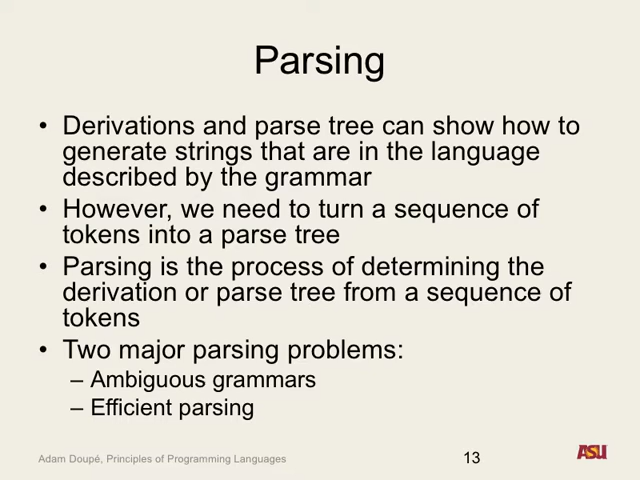 Parsing
• Derivations and parse tree can show how to
generate strings that are in the language
described by the grammar
• However, we need to turn a sequence of
tokens into a parse tree
• Parsing is the process of determining the
derivation or parse tree from a sequence of
tokens
• Two major parsing problems:
– Ambiguous grammars
– Efficient parsing
Adam Doupé, Principles of Programming Languages
13
ASU